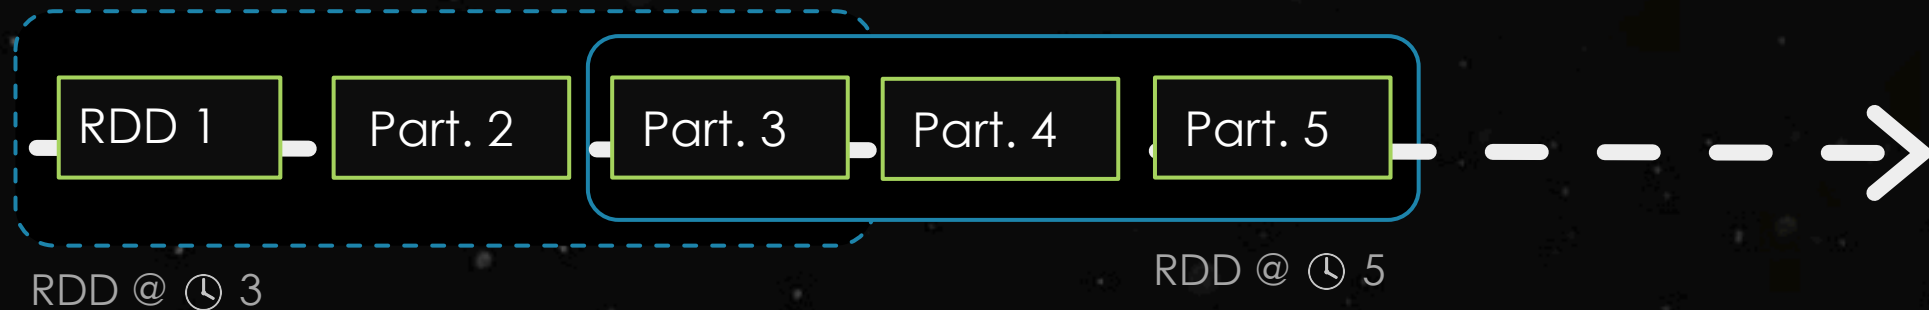 RDD 1
Part. 2
Part. 3
Part. 4
Part. 5
RDD @ 3
RDD @ 5